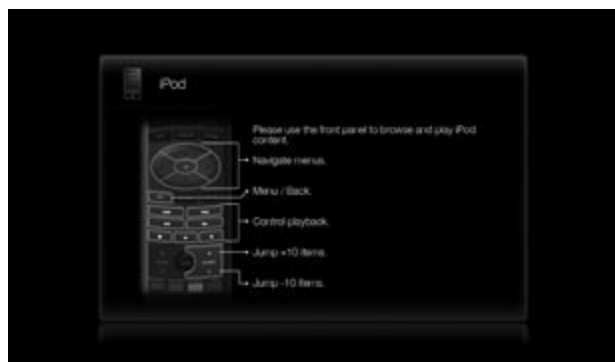 iPod
Please use the front panel to browse and play iPod
content.
Navigate menus.
Menu / Back.
Control playback.
Jump +10 items.
Jump -10 items.